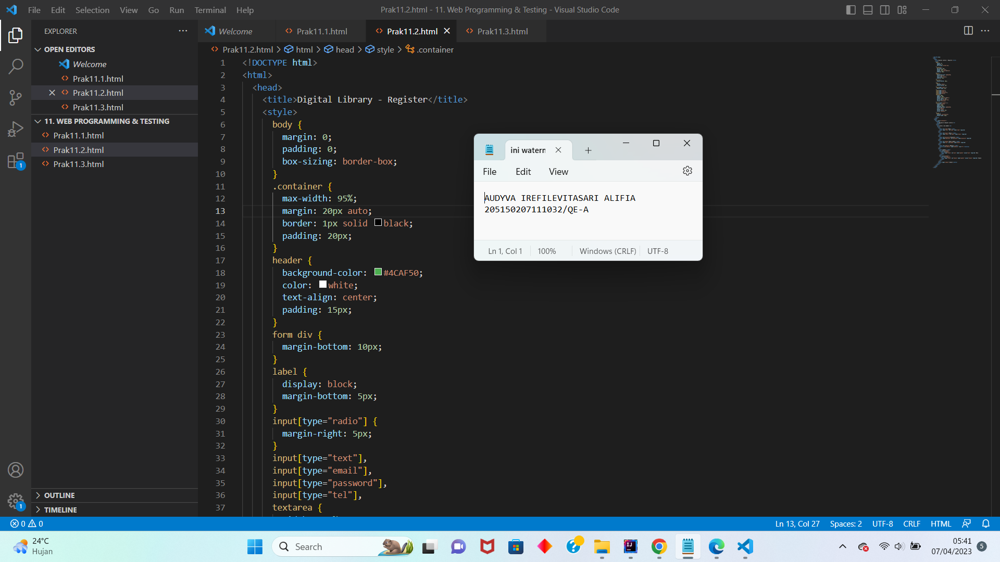 File Edit Selection View Go Run Terminal Help
Prak11.2.html - 11. Web Programming & Testing - Visual Studio Code
EXPLORER
OPEN EDITORS
Welcome
Prak11.1.html
Prak11.2.html
Prak11.3.html
11. WEB PROGRAMMING & TESTING
Prak11.1.html
Prak11.2.html
Prak11.3.html
OUTLINE
TIMELINE
1
1
Welcome Prak11.1.html Prak11.2.html Prak11.3.html
Prak11.2.html > html > head > style > .container
1 <!DOCTYPE html>
2 <html>
3 <head>
4 <title>Digital Library - Register</title>
5 <style>
6 body {
7 margin: 0;
8 padding: 0;
9 box-sizing: border-box;
10 }
11 .container {
12 max-width: 95%;
13 margin: 20px auto;
14 border: 1px solid black;
15 padding: 20px;
16 }
17 header {
18 background-color: #4CAF50;
19 color: white;
20 text-align: center;
21 padding: 15px;
22 }
23 form div {
24 margin-bottom: 10px;
25 }
26 label {
27 display: block;
28 margin-bottom: 5px;
29 }
30 input[type="radio"] {
31 margin-right: 5px;
32 }
33 input[type="text"],
34 input[type="email"],
35 input[type="password"],
36 input[type="tel"],
37 textarea {
ini watern
File Edit View
AUDYVA IREFILEVITASARI ALIFIA
205150207111032/QE-A
Ln 1, Col 1 100% Windows (CRLF) UTF-8
0 0 Ln 13, Col 27 Spaces: 2 UTF-8 CRLF HTML
24°C
Hujan
Search
05:41
07/04/2023
5